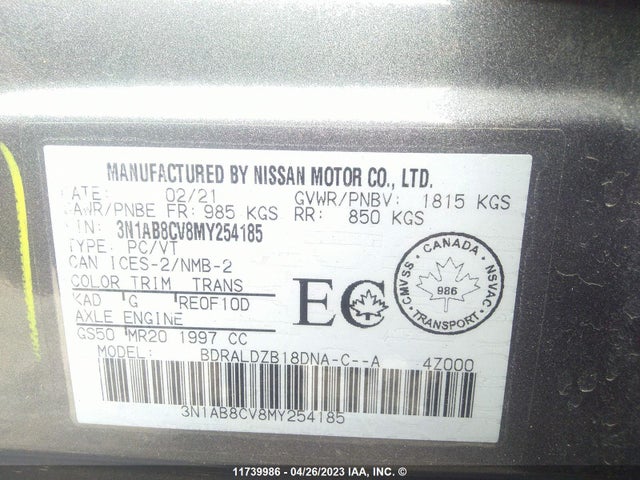 MANUFACTURED BY NISSAN MOTOR CO., LTD.
DATE: 02/21 GVWR/PNBV: 1815 KGS
GAWR/PNBE FR: 985 KGS RR: 850 KGS
VIN: 3N1AB8CV8MY254185
TYPE: PC/VT
CAN ICES-2/NMB-2
COLOR TRIM TRANS
KAD G RE0F10D
AXLE ENGINE
GS50 MR20 1997 CC
MODEL: BDRALDZB18DNA-C--A 4Z000
3N1AB8CV8MY254185
EC
CANADA
CMVSS NSVAC
986
TRANSPORT
11739986 - 04/26/2023 IAA, INC. ©